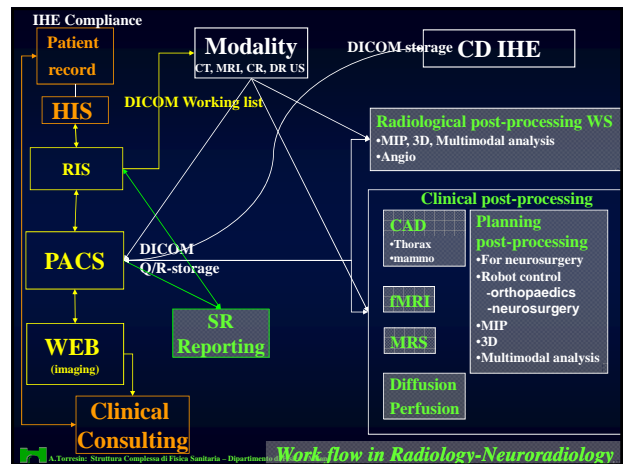 IHE Compliance
Patient
record
HIS
RIS
PACS
WEB
(imaging)
Clinical
Consulting
Modality
CT, MRI, CR, DR US
DICOM Working list
DICOM storage
CD IHE
DICOM
Q/R-storage
SR
Reporting
Radiological post-processing WS
•MIP, 3D, Multimodal analysis
•Angio
Clinical post-processing
CAD
•Thorax
•mammo
fMRI
MRS
Diffusion
Perfusion
Planning
post-processing
•For neurosurgery
•Robot control
-orthopaedics
-neurosurgery
•MIP
•3D
•Multimodal analysis
A.Torresin: Struttura Complessa di Fisica Sanitaria – Dipartimento
Work flow in Radiology-Neuroradiology